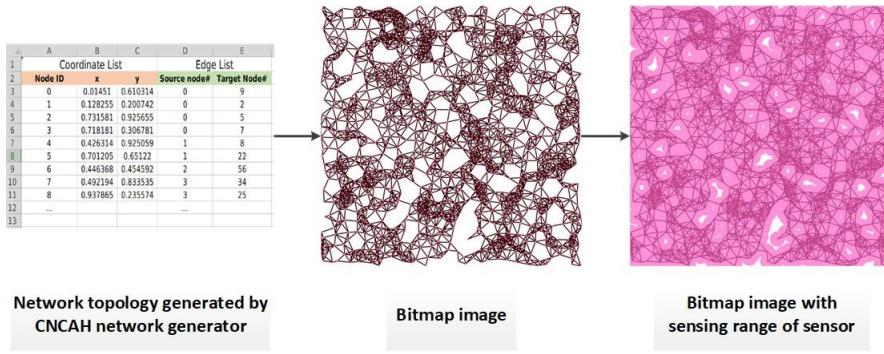 A B C D E
1 Coordinate List Edge List
2 Node ID x y Source node# Target Node#
3 0 0.01451 0.610314 0 9
4 1 0.128255 0.200742 0 2
5 2 0.731581 0.925655 0 5
6 3 0.718181 0.306781 0 7
7 4 0.426314 0.925059 1 8
8 5 0.701205 0.65122 1 22
9 6 0.446368 0.454592 2 56
10 7 0.492194 0.833535 3 34
11 8 0.937865 0.235574 3 25
12 ... ...
13
Network topology generated by
CNCAH network generator
Bitmap image
Bitmap image with
sensing range of sensor